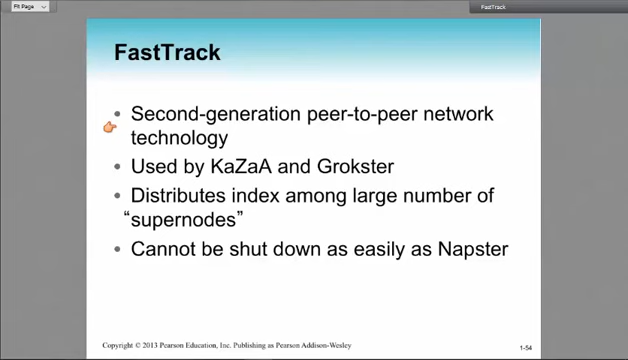 Fit Page
FastTrack
FastTrack
• Second-generation peer-to-peer network
technology
• Used by KaZaA and Grokster
• Distributes index among large number of
“supernodes”
• Cannot be shut down as easily as Napster
Copyright © 2013 Pearson Education, Inc. Publishing as Pearson Addison-Wesley
1-54